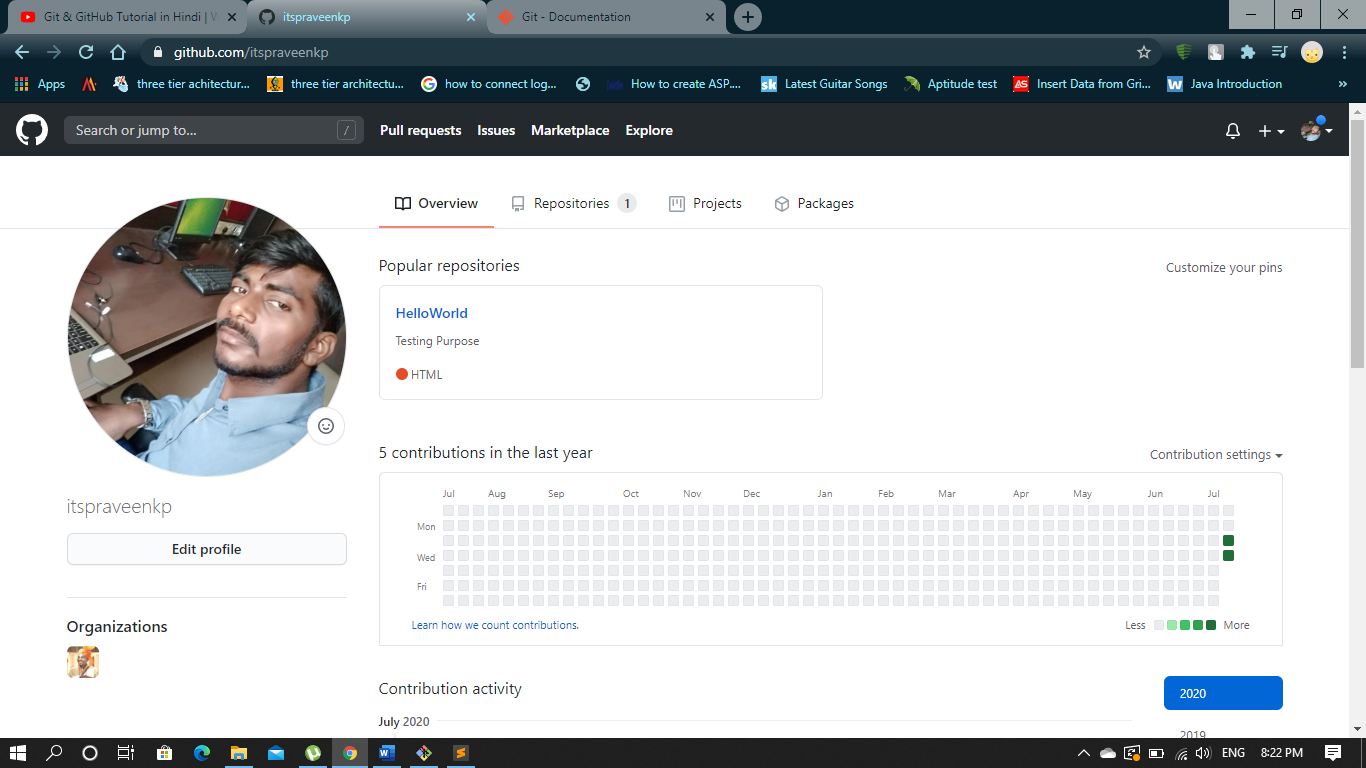 Git & GitHub Tutorial in Hindi |
itspraveenkp
Git - Documentation
github.com/itspraveenkp
Apps
three tier achitectur...
three tier architectu...
how to connect log...
How to create ASP....
Latest Guitar Songs
Aptitude test
Insert Data from Gri...
Java Introduction
»
Search or jump to...
/
Pull requests
Issues
Marketplace
Explore
Overview
Repositories 1
Projects
Packages
Popular repositories
Customize your pins
HelloWorld
Testing Purpose
HTML
5 contributions in the last year
Contribution settings
Jul Aug Sep Oct Nov Dec Jan Feb Mar Apr May Jun Jul
Mon
Wed
Fri
Learn how we count contributions.
Less
More
itspraveenkp
Edit profile
Organizations
Contribution activity
2020
July 2020
2019
ENG
8:22 PM